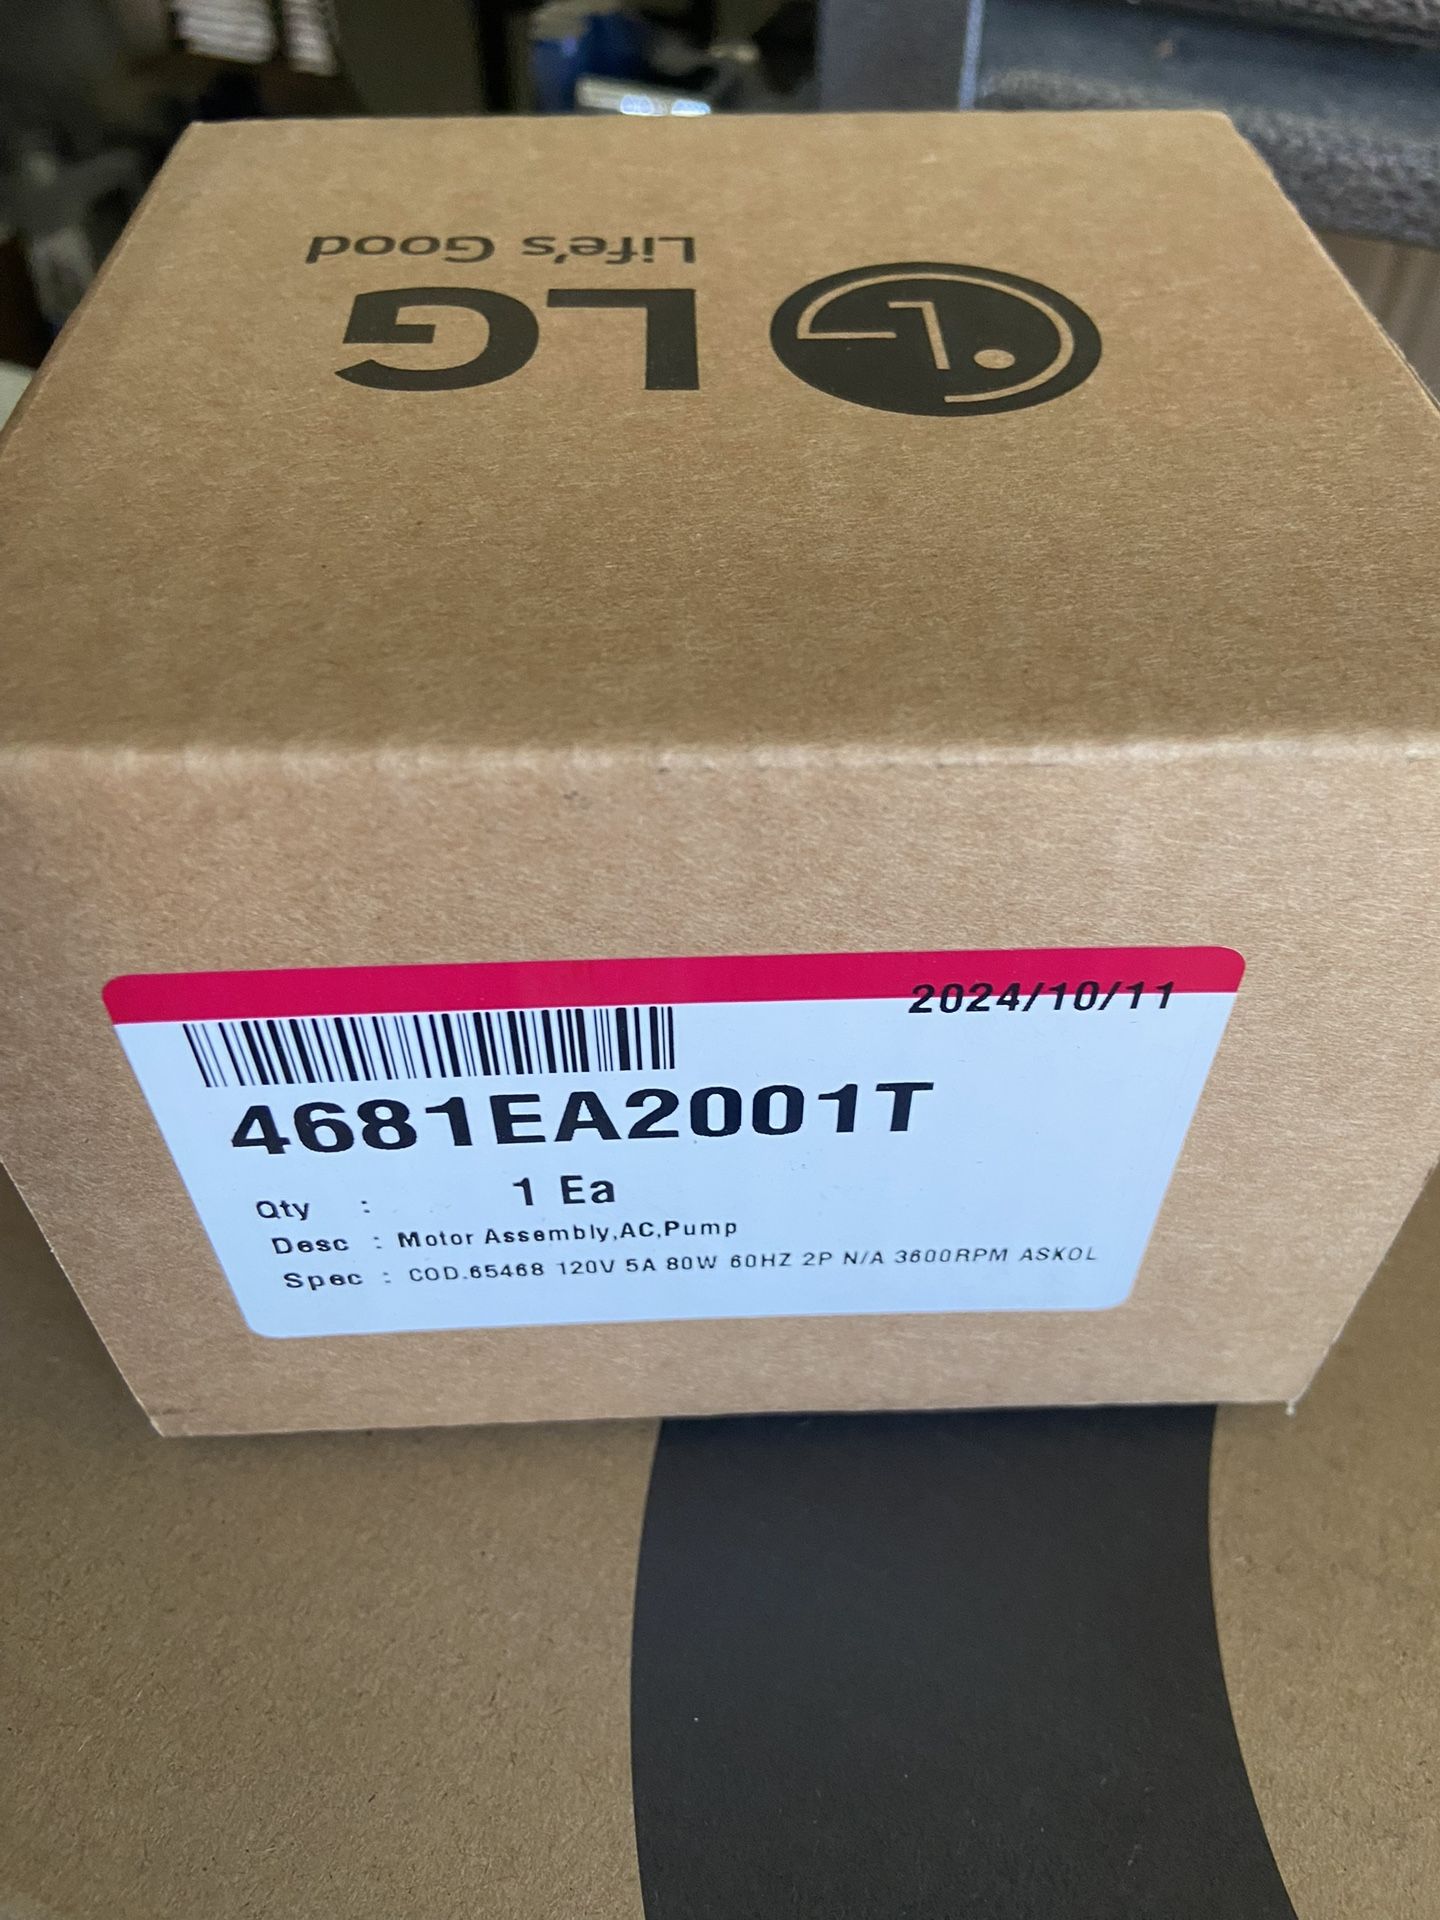 LG
Life's Good
2024/10/11
4681EA2001T
Qty : 1 Ea
Desc : Motor Assembly,AC,Pump
Spec : COD.65468 120V 5A 80W 60HZ 2P N/A 3600RPM ASKOL